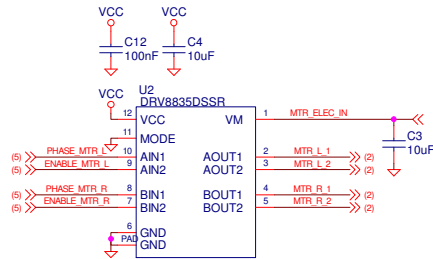 VCC VCC
C12 C4
100nF 10uF
VCC U2
DRV8835DSSR
12 VCC VM 1 MTR_ELEC_IN
11 MODE C3
10uF
(5) PHASE_MTR_L 10 AIN1 AOUT1 2 MTR_L_1 (2)
(5) ENABLE_MTR_L 9 AIN2 AOUT2 3 MTR_L_2 (2)
(5) PHASE_MTR_R 8 BIN1 BOUT1 4 MTR_R_1 (2)
(5) ENABLE_MTR_R 7 BIN2 BOUT2 5 MTR_R_2 (2)
6 GND
PAD GND